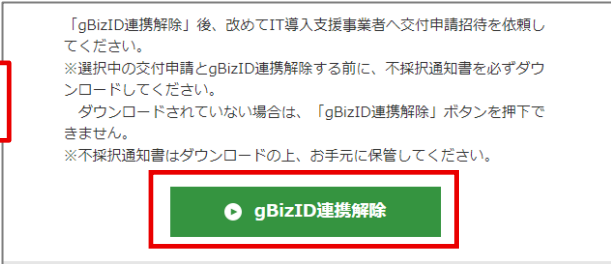 「gBizID連携解除」後、改めてIT導入支援事業者へ交付申請招待を依頼し
てください。
※選択中の交付申請とgBizID連携解除する前に、不採択通知書を必ずダウ
ンロードしてください。
　ダウンロードされていない場合は、「gBizID連携解除」ボタンを押下で
きません。
※不採択通知書はダウンロードの上、お手元に保管してください。
gBizID連携解除